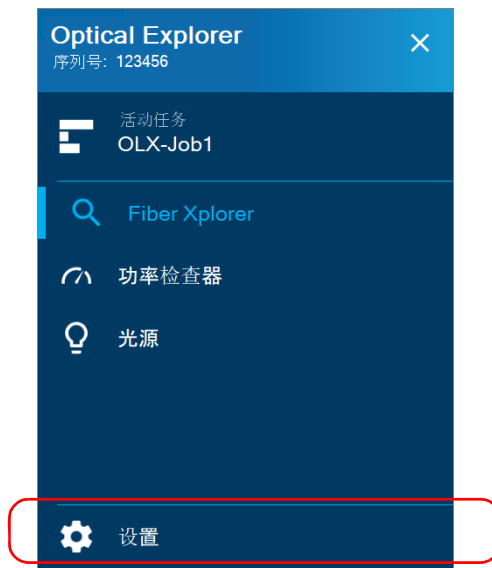 Optical Explorer
序列号: 123456
活动任务
OLX-Job1
Fiber Xplorer
功率检查器
光源
设置